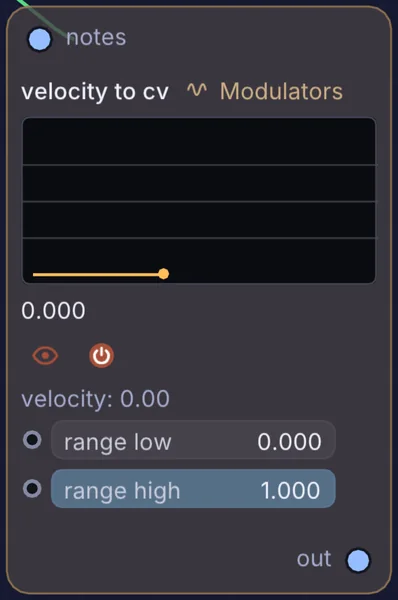 notes
velocity to cv Modulators
0.000
velocity: 0.00
range low 0.000
range high 1.000
out